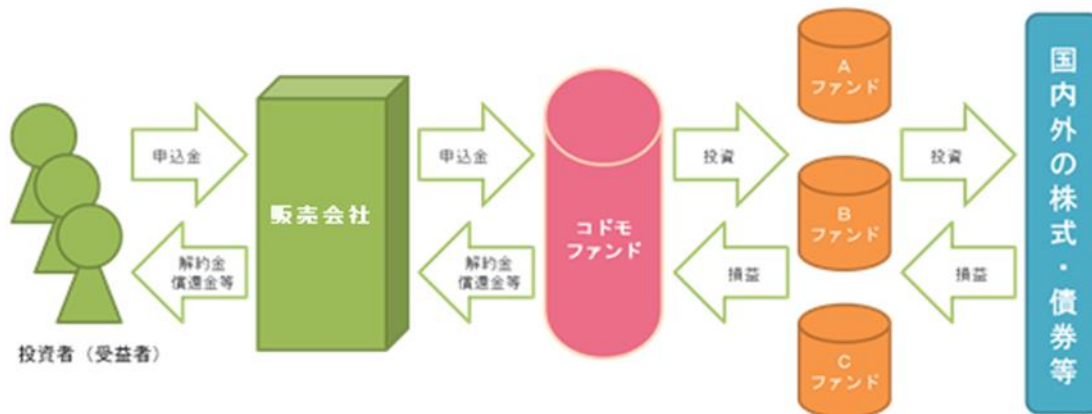 申込金
解約金
償還金等
投資者（受益者）
販売会社
申込金
解約金
償還金等
コドモ
ファンド
投資
損益
A
ファンド
B
ファンド
C
ファンド
投資
損益
国内外の株式・債券等